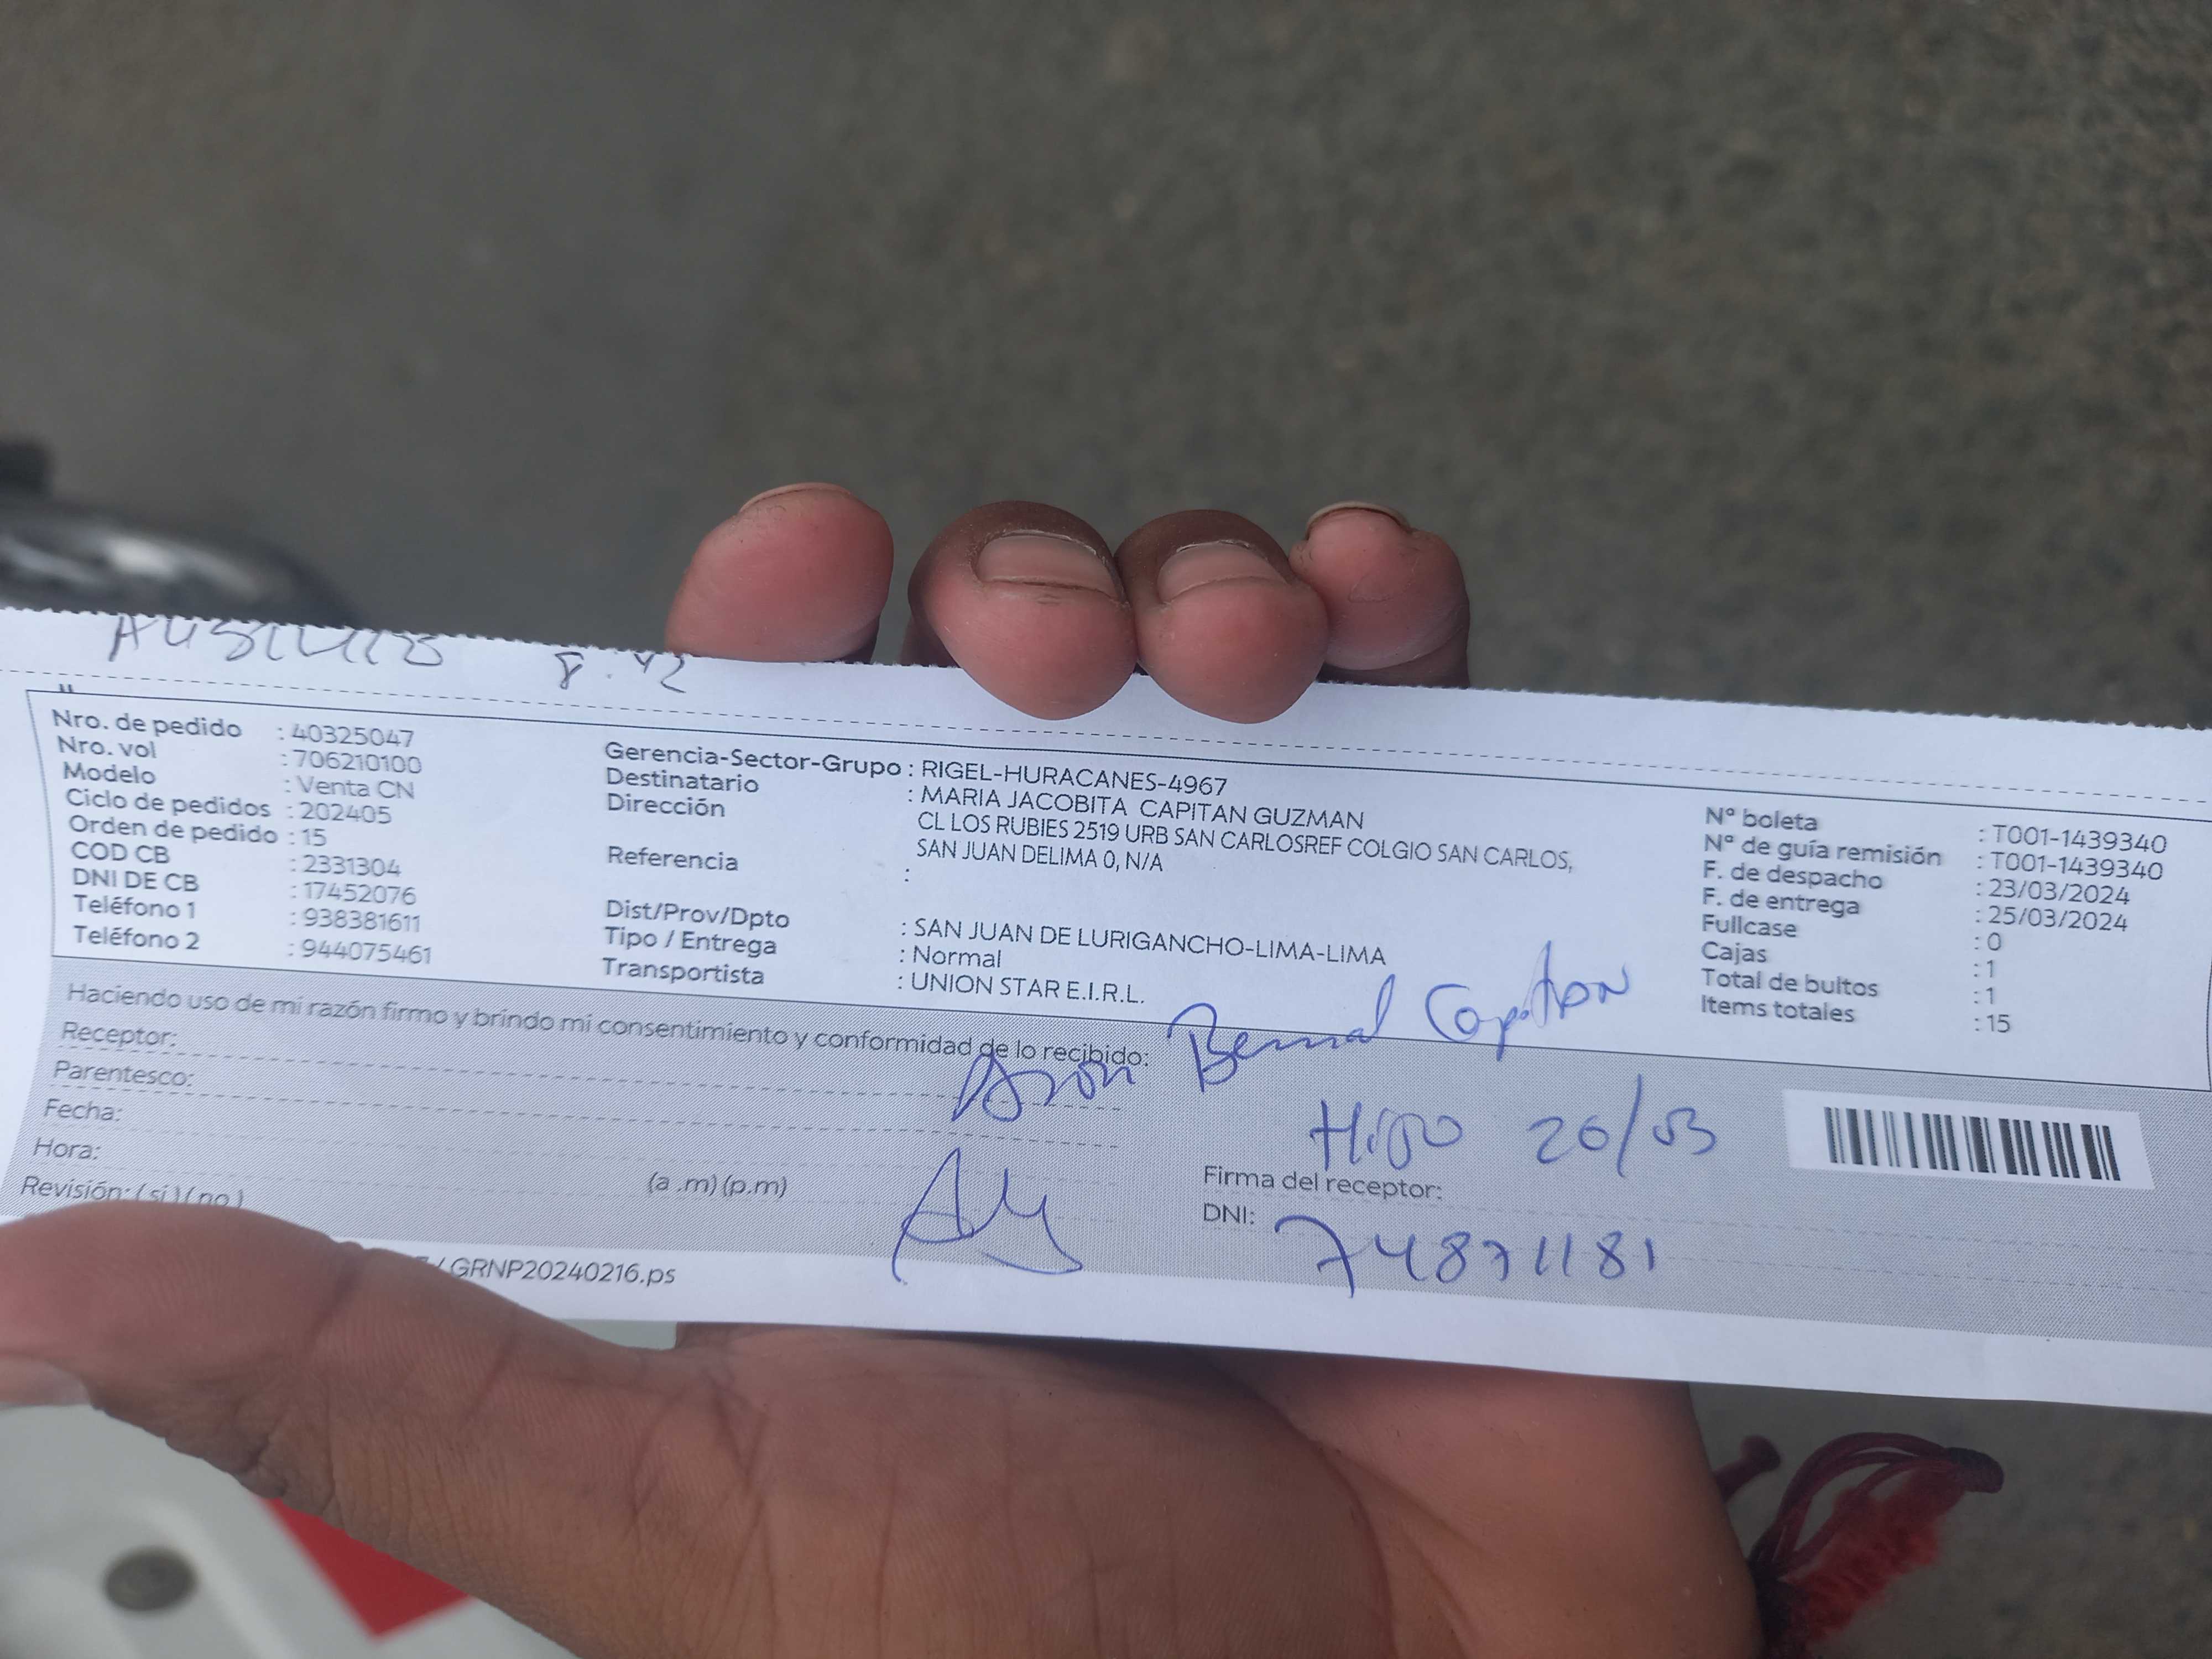 8:42
Nro. de pedido : 40325047
Nro. vol : 706210100
Modelo : Venta CN
Ciclo de pedidos : 202405
Orden de pedido : 15
COD CB : 2331304
DNI DE CB : 17452076
Teléfono 1 : 938381611
Teléfono 2 : 944075461
Gerencia-Sector-Grupo : RIGEL-HURACANES-4967
Destinatario : MARIA JACOBITA CAPITAN GUZMAN
Dirección CL LOS RUBIES 2519 URB SAN CARLOSREF COLGIO SAN CARLOS,
SAN JUAN DELIMA 0, N/A
Referencia :
Dist/Prov/Dpto : SAN JUAN DE LURIGANCHO-LIMA-LIMA
Tipo / Entrega : Normal
Transportista : UNION STAR E.I.R.L.
Nº boleta : T001-1439340
Nº de guía remisión : T001-1439340
F. de despacho : 23/03/2024
F. de entrega : 25/03/2024
Fullcase : 0
Cajas : 1
Total de bultos : 1
Items totales : 15
Haciendo uso de mi razón firmo y brindo mi consentimiento y conformidad de lo recibido:
Receptor: Bernal Capitan
Parentesco: Hijo 26/03
Fecha:
Hora: (a .m) (p.m)
Revisión: (si) (no)
Firma del receptor:
DNI: 74871181
/ GRNP20240216.ps